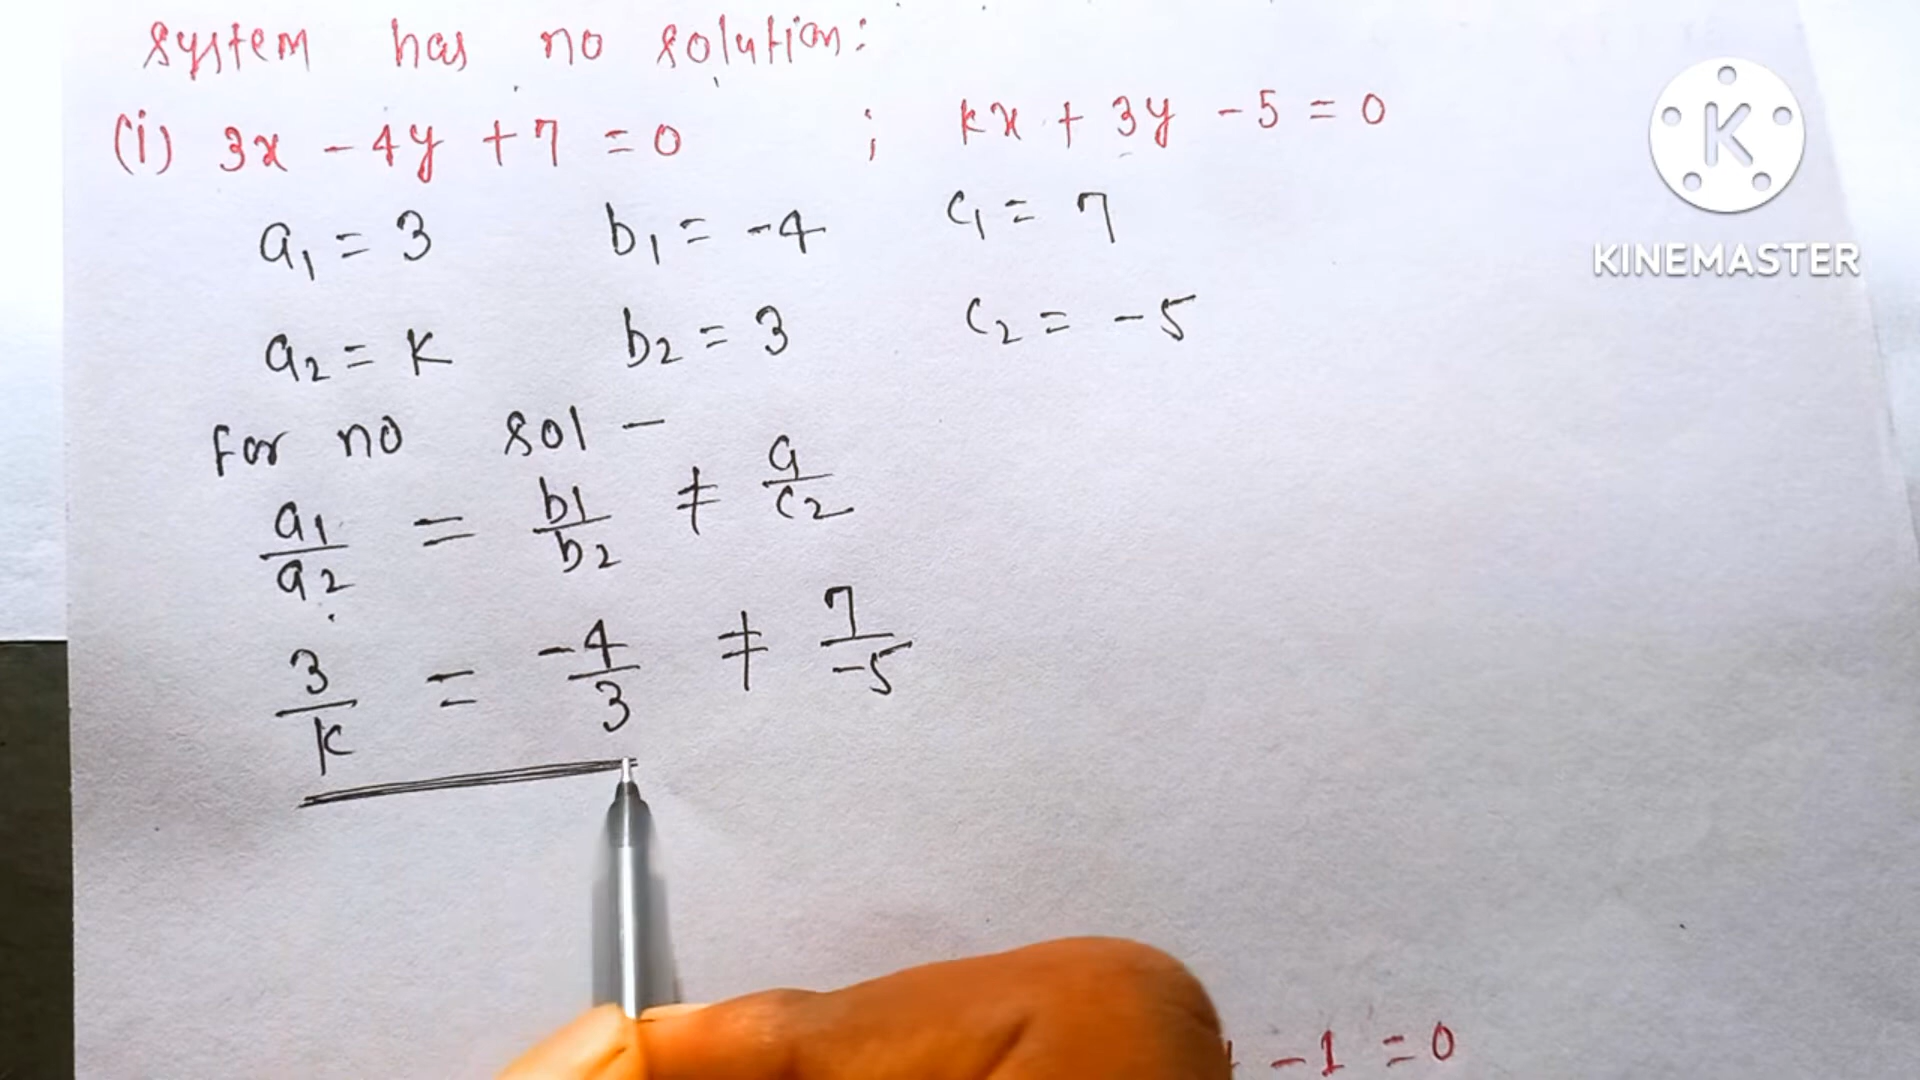 system has no solution:
(i) 3x - 4y + 7 = 0 ; kx + 3y - 5 = 0
a₁ = 3 b₁ = -4 c₁ = 7
a₂ = K b₂ = 3 c₂ = -5
For no sol -
a₁/a₂ = b₁/b₂ ≠ c₁/c₂
3/k = -4/3 ≠ 7/-5
- 1 = 0
K
KINEMASTER